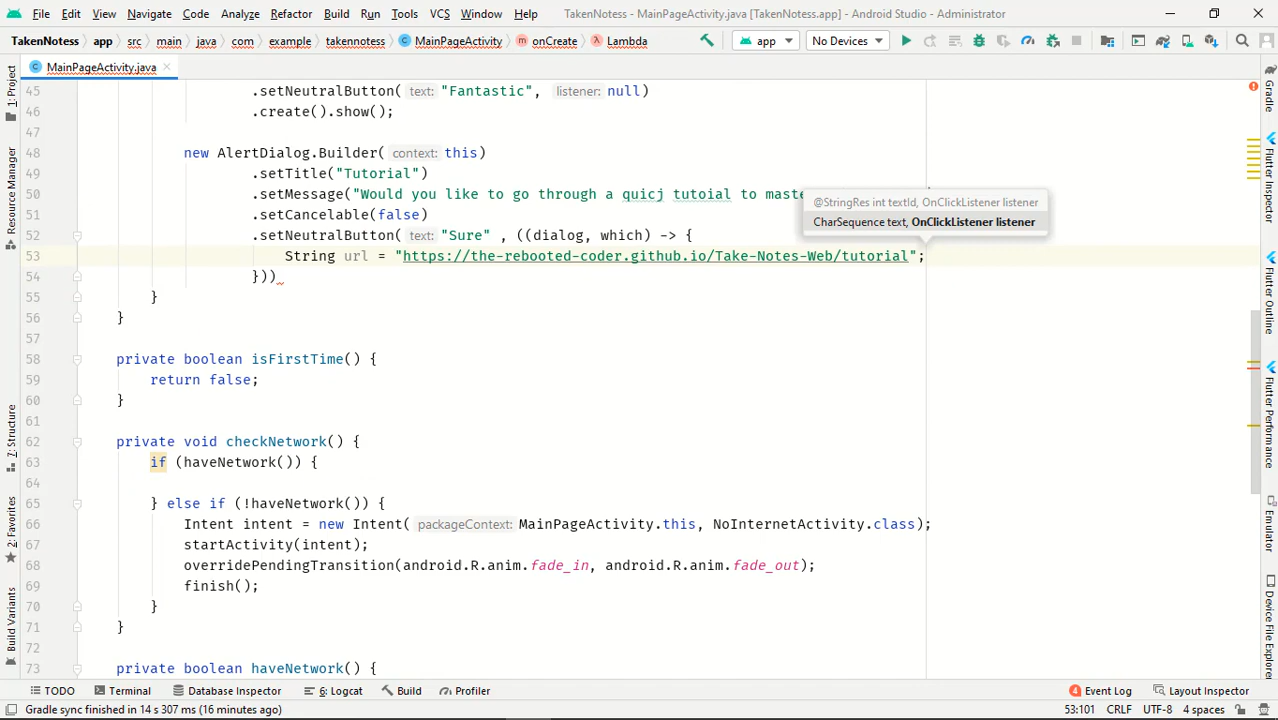 File Edit View Navigate Code Analyze Refactor Build Run Tools VCS Window Help TakenNotess - MainPageActivity.java [TakenNotess.app] - Android Studio - Administrator
TakenNotess app src main java com example takennotess MainPageActivity onCreate Lambda app No Devices
MainPageActivity.java
45 .setNeutralButton( text: "Fantastic", listener: null)
46 .create().show();
47
48 new AlertDialog.Builder( context: this)
49 .setTitle("Tutorial")
50 .setMessage("Would you like to go through a quicj tutoial to maste
@StringRes int textId, OnClickListener listener
51 .setCancelable(false)
CharSequence text, OnClickListener listener
52 .setNeutralButton( text: "Sure" , ((dialog, which) -> {
53 String url = "https://the-rebooted-coder.github.io/Take-Notes-Web/tutorial";
54 }))
55 }
56 }
57
58 private boolean isFirstTime() {
59 return false;
60 }
61
62 private void checkNetwork() {
63 if (haveNetwork()) {
64
65 } else if (!haveNetwork()) {
66 Intent intent = new Intent( packageContext: MainPageActivity.this, NoInternetActivity.class);
67 startActivity(intent);
68 overridePendingTransition(android.R.anim.fade_in, android.R.anim.fade_out);
69 finish();
70 }
71 }
72
73 private boolean haveNetwork() {
1: Project
Resource Manager
Z: Structure
2: Favorites
Build Variants
Gradle
Flutter Inspector
Flutter Outline
Flutter Performance
Emulator
Device File Explorer
TODO Terminal Database Inspector 6: Logcat Build Profiler 4 Event Log Layout Inspector
Gradle sync finished in 14 s 307 ms (16 minutes ago) 53:101 CRLF UTF-8 4 spaces